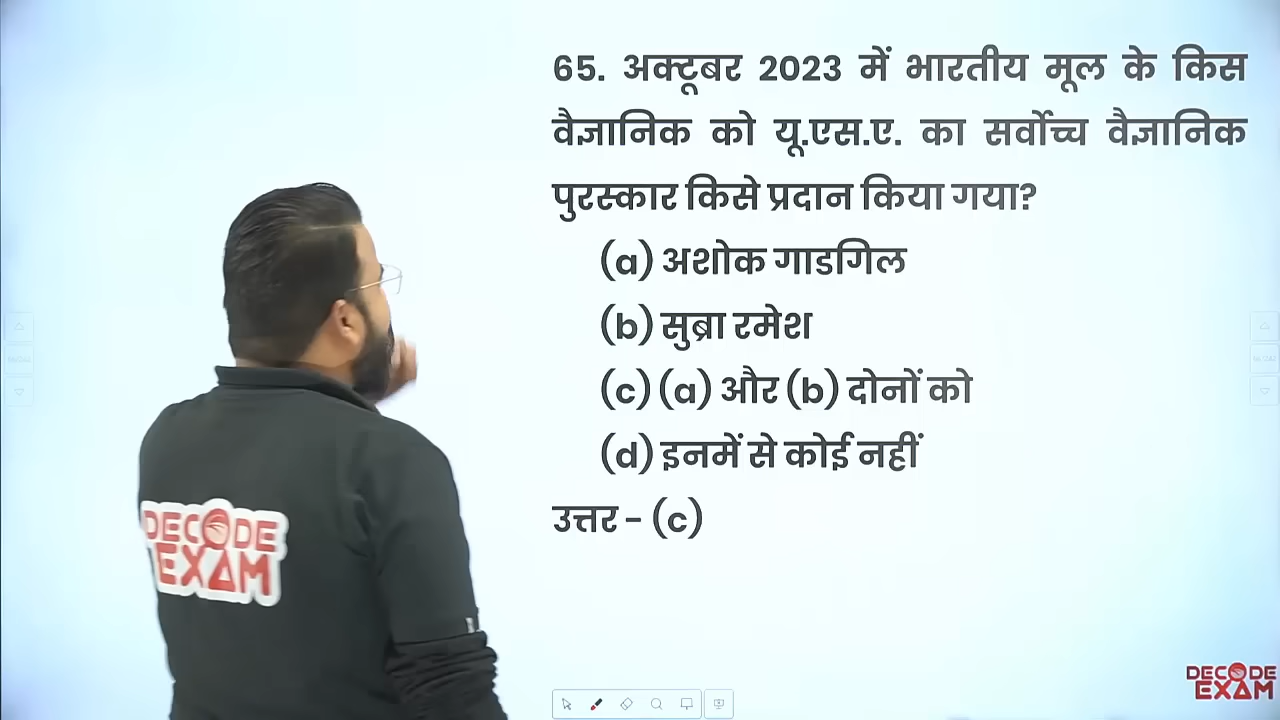 65. अक्टूबर 2023 में भारतीय मूल के किस
वैज्ञानिक को यू.एस.ए. का सर्वोच्च वैज्ञानिक
पुरस्कार किसे प्रदान किया गया?
(a) अशोक गाडगिल
(b) सुब्रा रमेश
(c) (a) और (b) दोनों को
(d) इनमें से कोई नहीं
उत्तर – (c)
DECODE
EXAM
DECODE
EXAM